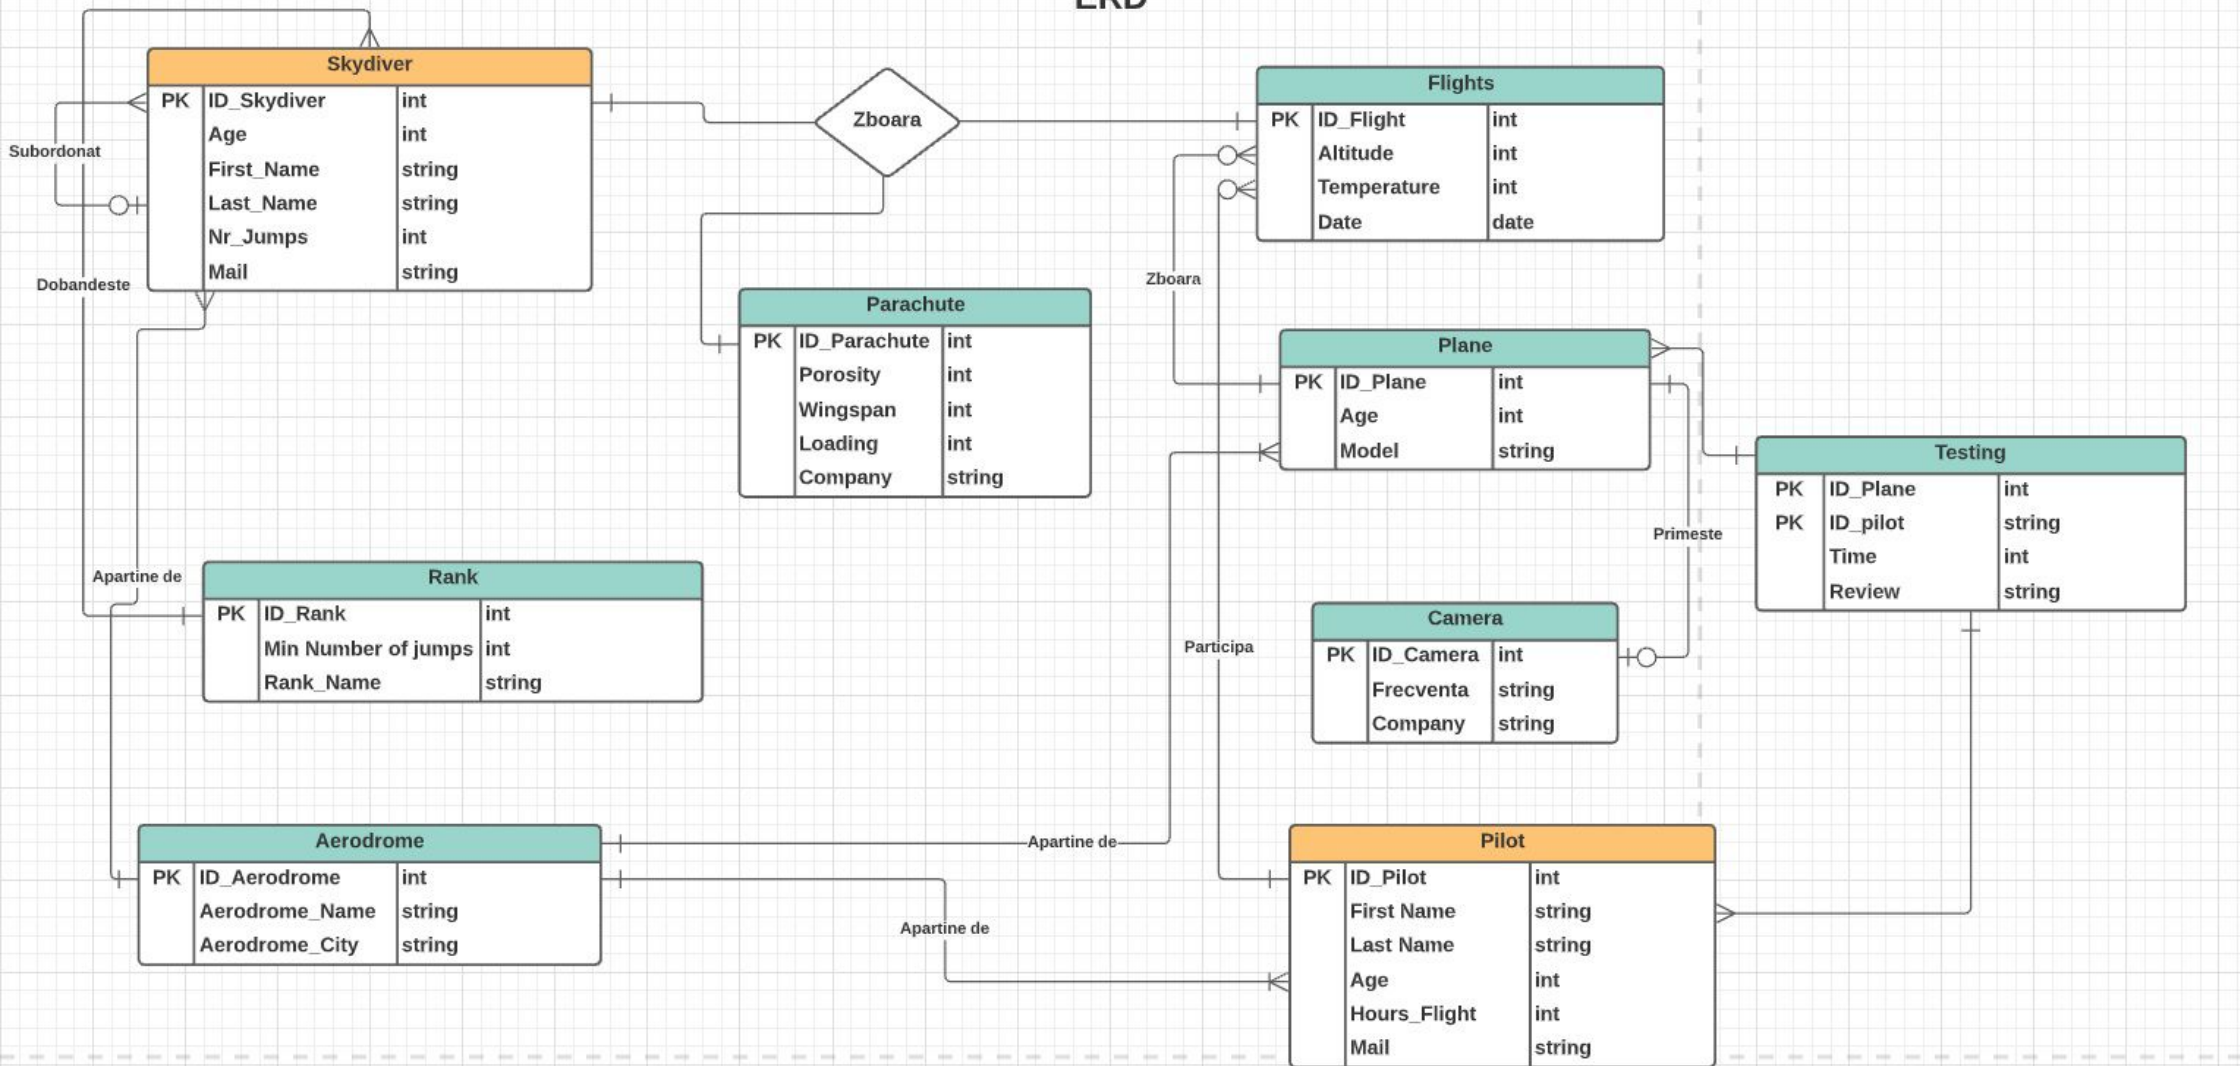 ERD
Skydiver
PK ID_Skydiver int
Age int
First_Name string
Last_Name string
Nr_Jumps int
Mail string
Subordonat
Dobandeste
Zboara
Flights
PK ID_Flight int
Altitude int
Temperature int
Date date
Zboara
Parachute
PK ID_Parachute int
Porosity int
Wingspan int
Loading int
Company string
Plane
PK ID_Plane int
Age int
Model string
Testing
PK ID_Plane int
PK ID_pilot string
Time int
Review string
Primeste
Apartine de
Rank
PK ID_Rank int
Min Number of jumps int
Rank_Name string
Participa
Camera
PK ID_Camera int
Frecventa string
Company string
Aerodrome
PK ID_Aerodrome int
Aerodrome_Name string
Aerodrome_City string
Apartine de
Apartine de
Pilot
PK ID_Pilot int
First Name string
Last Name string
Age int
Hours_Flight int
Mail string